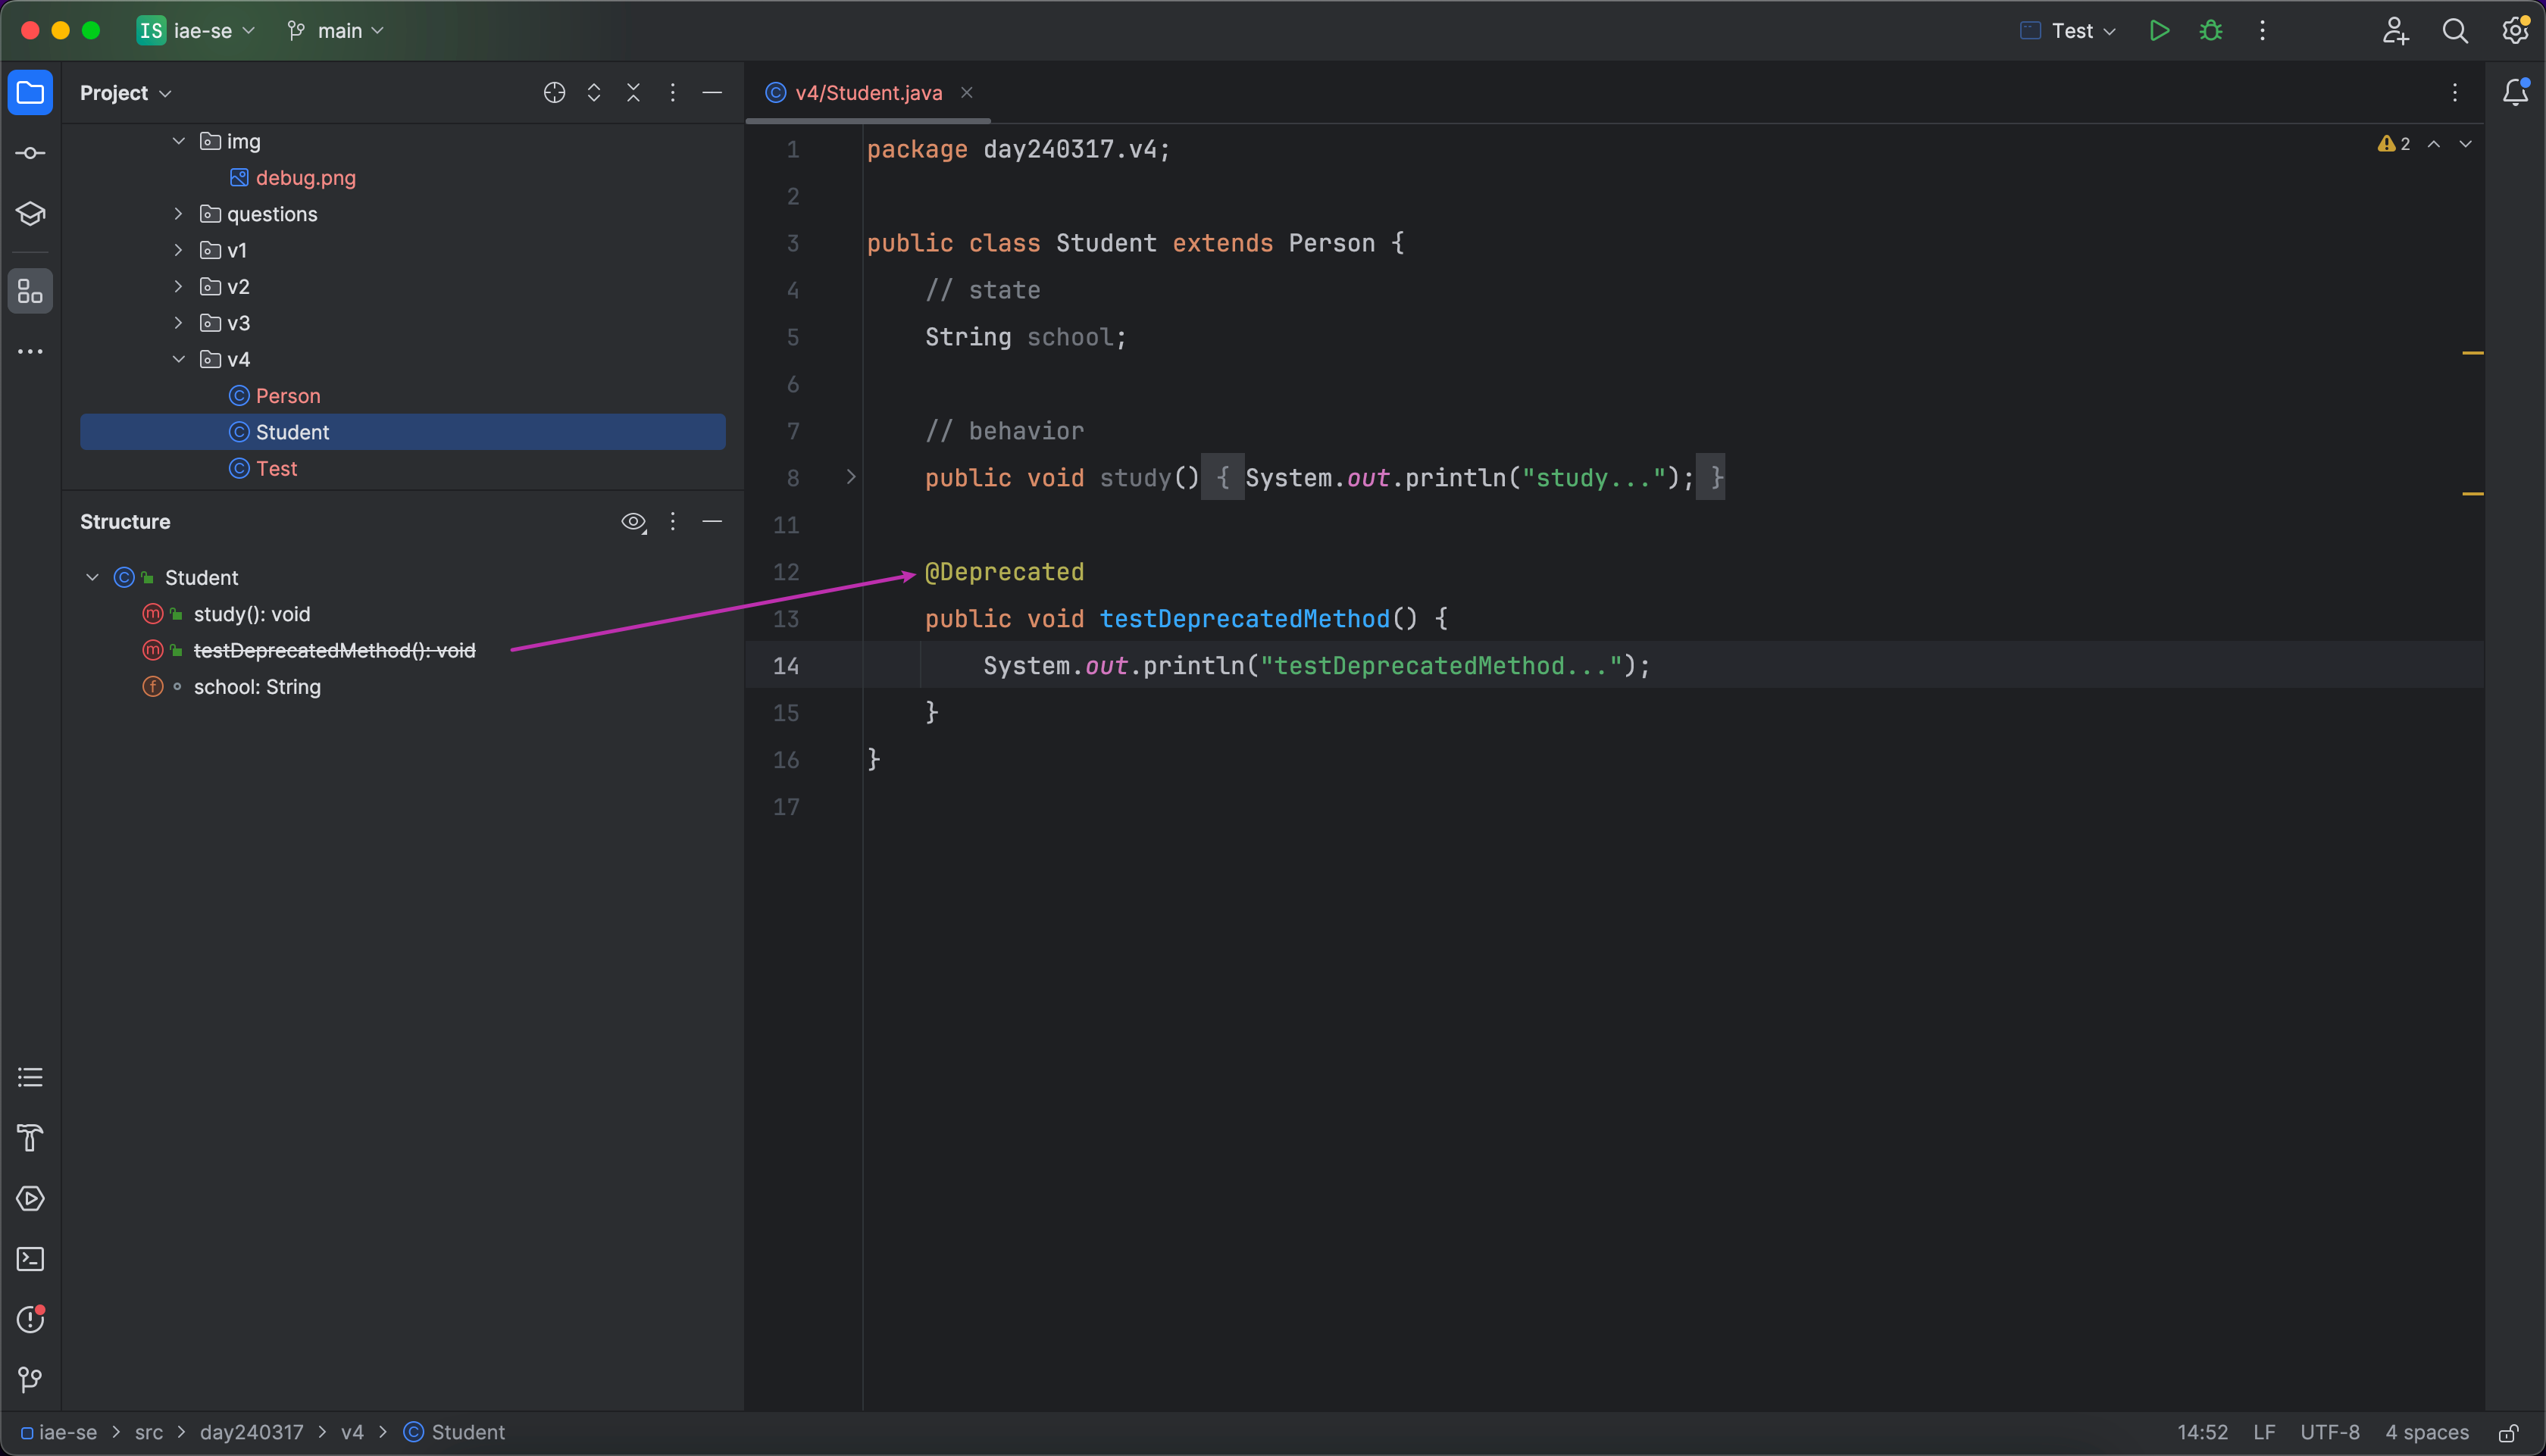 IS iae-se main Test
Project
img
debug.png
questions
v1
v2
v3
v4
Person
Student
Test
Structure
Student
study(): void
testDeprecatedMethod(): void
school: String
v4/Student.java
2
1 package day240317.v4;
2
3 public class Student extends Person {
4 // state
5 String school;
6
7 // behavior
8 public void study() { System.out.println("study..."); }
11
12 @Deprecated
13 public void testDeprecatedMethod() {
14 System.out.println("testDeprecatedMethod...");
15 }
16 }
17
iae-se > src > day240317 > v4 > Student 14:52 LF UTF-8 4 spaces